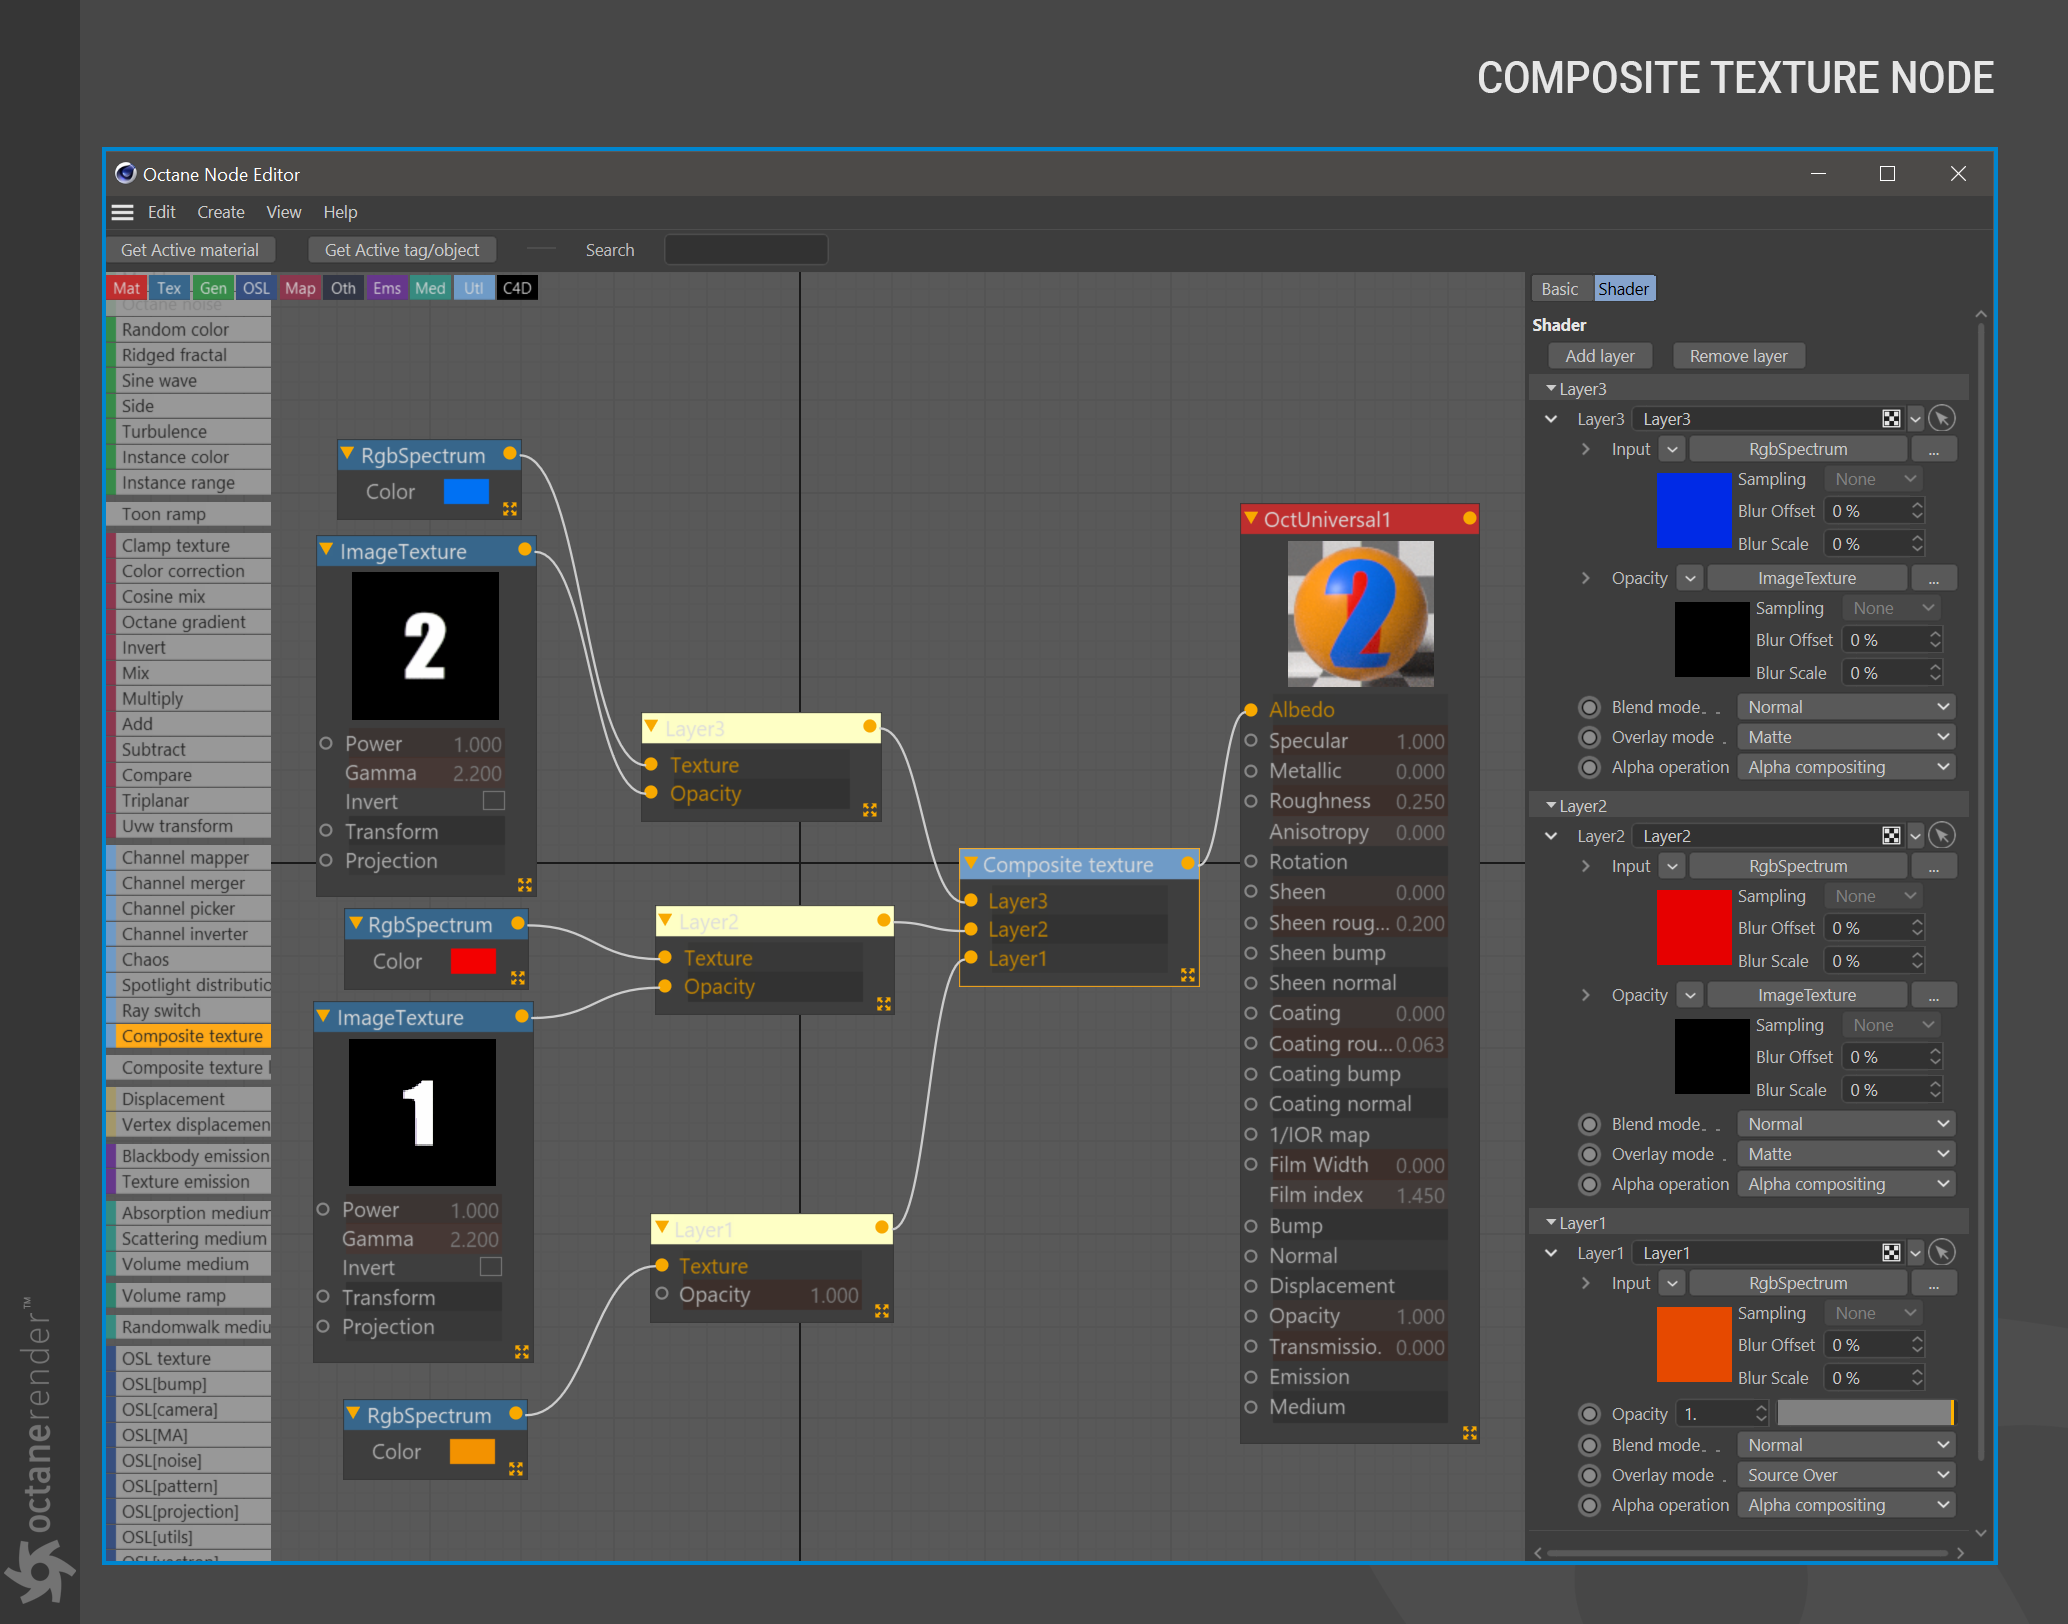 COMPOSITE TEXTURE NODE
Octane Node Editor
Edit Create View Help
Get Active material Get Active tag/object Search
Mat Tex Gen OSL Map Oth Ems Med Utl C4D
Octane noise
Random color
Ridged fractal
Sine wave
Side
Turbulence
Instance color
Instance range
Toon ramp
Clamp texture
Color correction
Cosine mix
Octane gradient
Invert
Mix
Multiply
Add
Subtract
Compare
Triplanar
Uvw transform
Channel mapper
Channel merger
Channel picker
Channel inverter
Chaos
Spotlight distributic
Ray switch
Composite texture
Composite texture l
Displacement
Vertex displacemen
Blackbody emission
Texture emission
Absorption medium
Scattering medium
Volume medium
Volume ramp
Randomwalk mediu
OSL texture
OSL[bump]
OSL[camera]
OSL[MA]
OSL[noise]
OSL[pattern]
OSL[projection]
OSL[utils]
RgbSpectrum
Color
ImageTexture
2
Power 1.000
Gamma 2.200
Invert
Transform
Projection
RgbSpectrum
Color
ImageTexture
1
Power 1.000
Gamma 2.200
Invert
Transform
Projection
RgbSpectrum
Color
Layer3
Texture
Opacity
Layer2
Texture
Opacity
Layer1
Texture
Opacity 1.000
Composite texture
Layer3
Layer2
Layer1
OctUniversal1
2
1
Albedo
Specular 1.000
Metallic 0.000
Roughness 0.250
Anisotropy 0.000
Rotation
Sheen 0.000
Sheen roug... 0.200
Sheen bump
Sheen normal
Coating 0.000
Coating rou... 0.063
Coating bump
Coating normal
1/IOR map
Film Width 0.000
Film index 1.450
Bump
Normal
Displacement
Opacity 1.000
Transmissio. 0.000
Emission
Medium
Basic Shader
Shader
Add layer Remove layer
Layer3
Layer3 Layer3
Input RgbSpectrum ...
Sampling None
Blur Offset 0 %
Blur Scale 0 %
Opacity ImageTexture ...
Sampling None
Blur Offset 0 %
Blur Scale 0 %
Blend mode. . Normal
Overlay mode . Matte
Alpha operation Alpha compositing
Layer2
Layer2 Layer2
Input RgbSpectrum ...
Sampling None
Blur Offset 0 %
Blur Scale 0 %
Opacity ImageTexture ...
Sampling None
Blur Offset 0 %
Blur Scale 0 %
Blend mode. . Normal
Overlay mode . Matte
Alpha operation Alpha compositing
Layer1
Layer1 Layer1
Input RgbSpectrum ...
Sampling None
Blur Offset 0 %
Blur Scale 0 %
Opacity 1.
Blend mode. . Normal
Overlay mode . Source Over
Alpha operation Alpha compositing
octanerender™